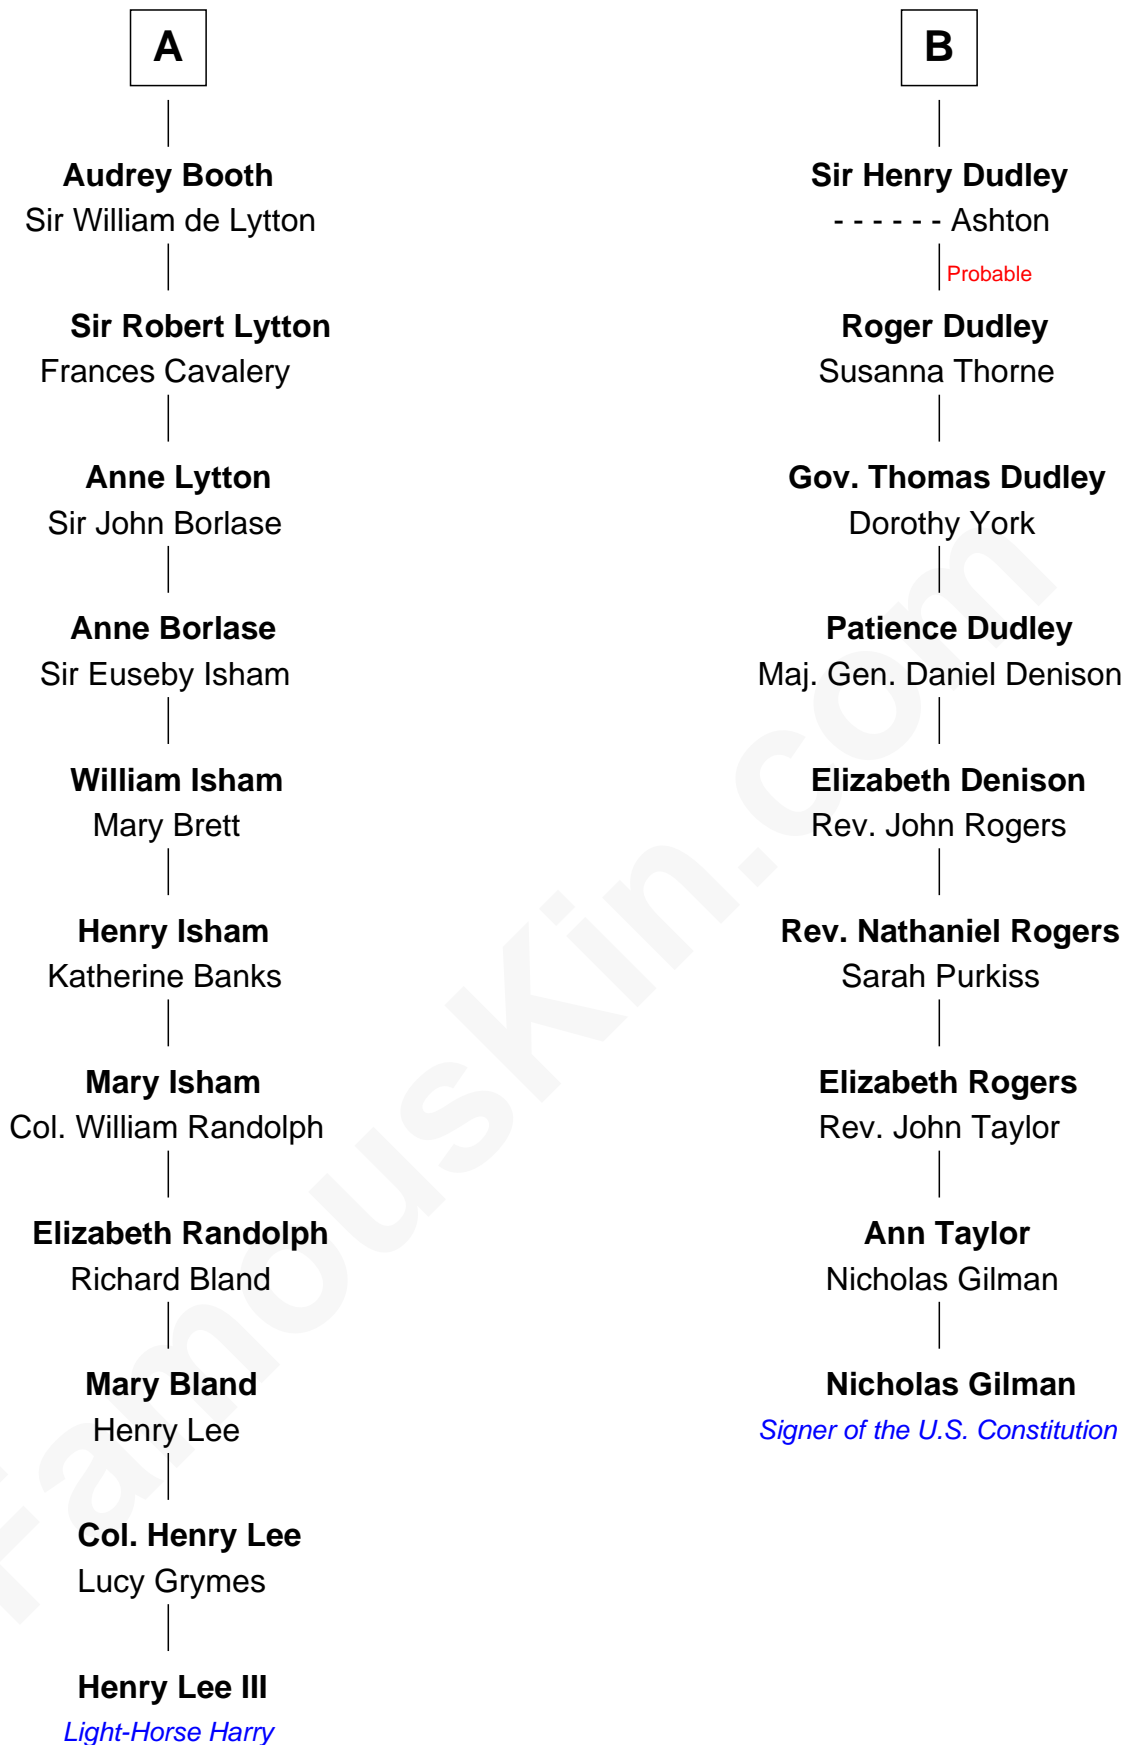 A
Audrey Booth
Sir William de Lytton
Sir Robert Lytton
Frances Cavalery
Anne Lytton
Sir John Borlase
Anne Borlase
Sir Euseby Isham
William Isham
Mary Brett
Henry Isham
Katherine Banks
Mary Isham
Col. William Randolph
Elizabeth Randolph
Richard Bland
Mary Bland
Henry Lee
Col. Henry Lee
Lucy Grymes
Henry Lee III
Light-Horse Harry
B
Sir Henry Dudley
- - - - - - Ashton
Probable
Roger Dudley
Susanna Thorne
Gov. Thomas Dudley
Dorothy York
Patience Dudley
Maj. Gen. Daniel Denison
Elizabeth Denison
Rev. John Rogers
Rev. Nathaniel Rogers
Sarah Purkiss
Elizabeth Rogers
Rev. John Taylor
Ann Taylor
Nicholas Gilman
Nicholas Gilman
Signer of the U.S. Constitution
FamousKin.com